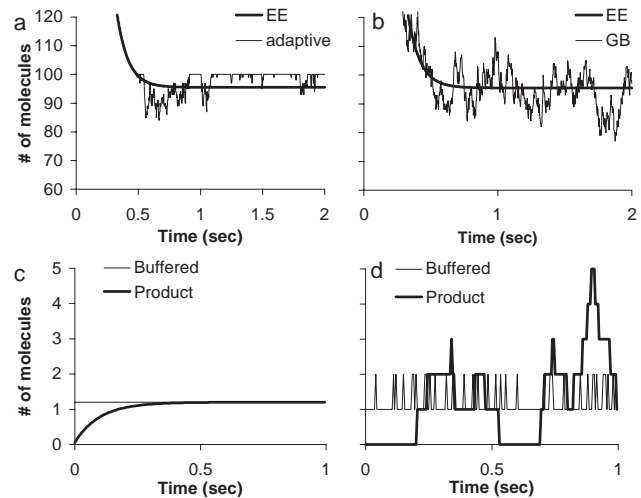 a
EE
adaptive
# of molecules
120
110
100
90
80
70
60
0 0.5 1 1.5 2
Time (sec)
b
EE
GB
0 1 2
Time (sec)
c
Buffered
Product
# of molecules
5
4
3
2
1
0
0 0.5 1
Time (sec)
d
Buffered
Product
0 0.5 1
Time (sec)